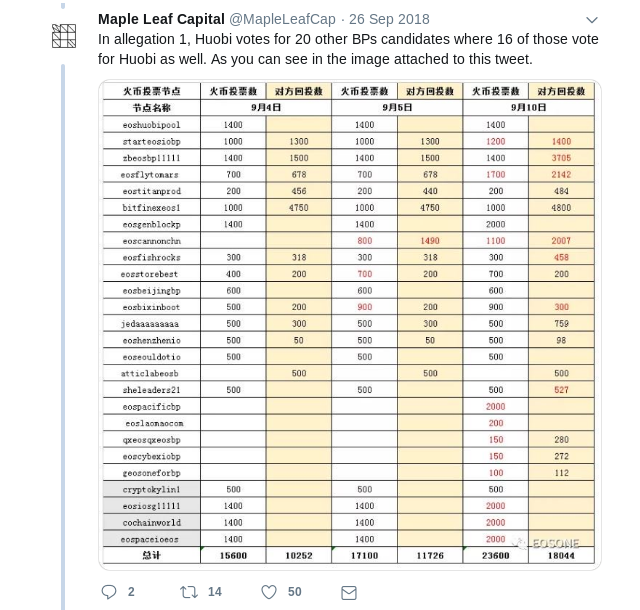 Maple Leaf Capital @MapleLeafCap · 26 Sep 2018
In allegation 1, Huobi votes for 20 other BPs candidates where 16 of those vote
for Huobi as well. As you can see in the image attached to this tweet.
火币投票节点 火币投票数 对方回投数 火币投票数 对方回投数 火币投票数 对方回投数
节点名称 9月4日 9月5日 9月10日
eoshuobipool 1400 1400 1400
starteosiobp 1000 1300 1000 1300 1200 1400
zbeosbp11111 1400 1500 1400 1500 1400 3705
eosflytomars 700 678 700 678 1700 2142
eostitanprod 200 456 200 440 200 484
bitfinexeos1 1000 4750 1000 4750 1000 4800
eosgenblockp 1400 1400 2000
eoscannonchn 800 1490 1100 2007
eosfishrocks 300 318 300 318 300 458
eosstorebest 400 200 700 200 700 200
eosbeijingbp 600 600 600
eosbixinboot 500 200 900 200 900 300
jedaaaaaaaaa 500 300 500 300 500 759
eoshenzhenio 500 50 500 50 500 98
eoseouldotio 500 500 500
atticlabeosb 500 500 500
sheleaders21 500 500 500 527
eospacificbp 2000
eoslaomaocom 200
qxeosqxeosbp 150 280
eoscybexiobp 150 272
geosoneforbp 100 112
cryptokylin1 500 500 500
eosiosg11111 1400 1400 2000
cochainworld 1400 1400 2000
eospaceioeos 1400 1400 2000
EOSONE
总计 15600 10252 17100 11726 23600 18044
2 14 50